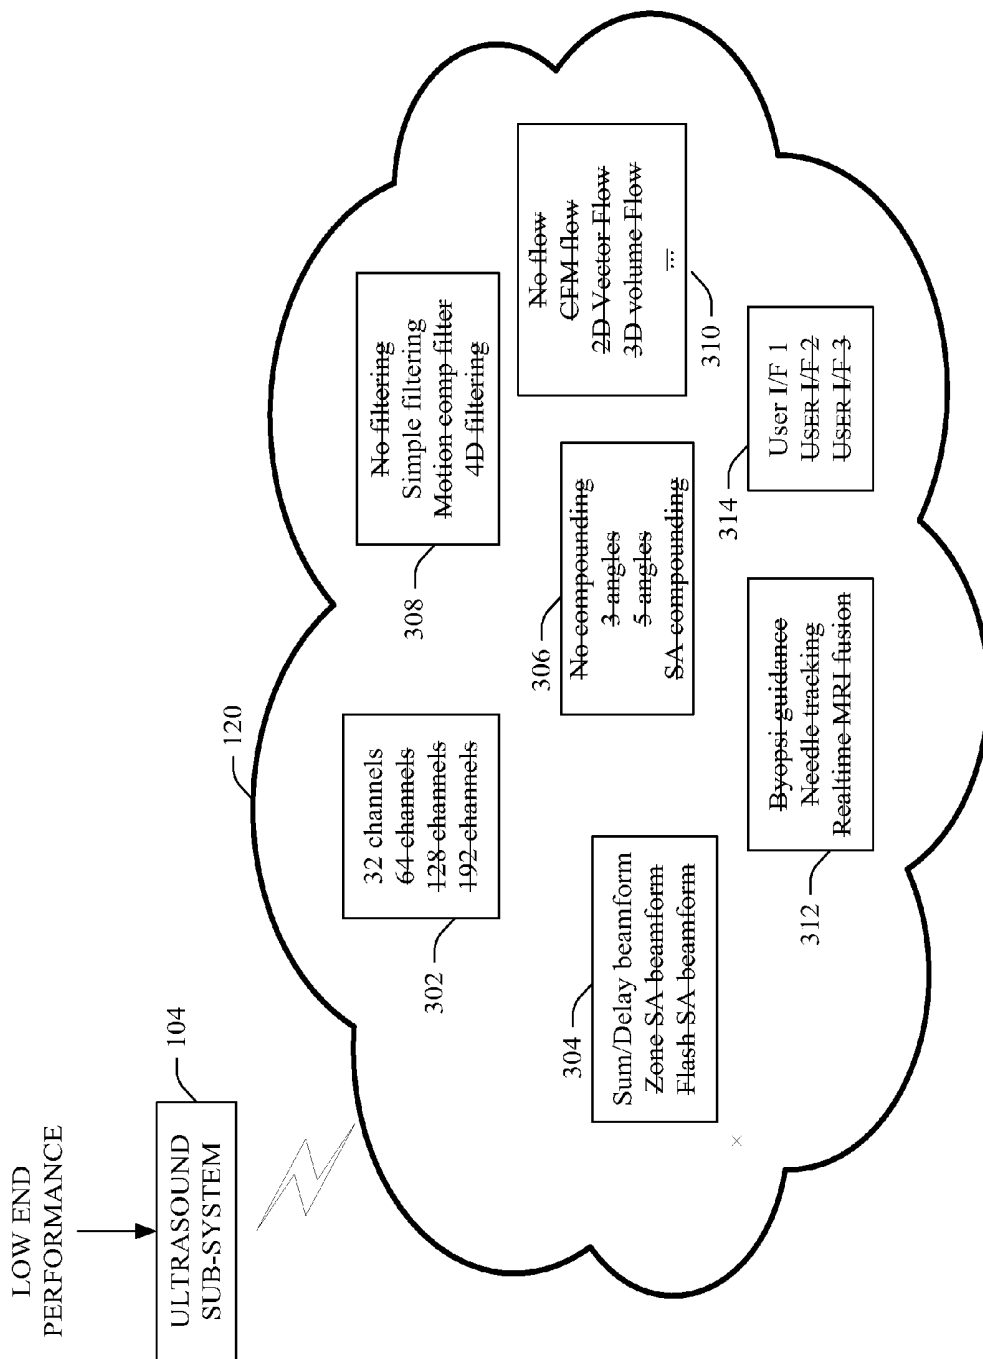 LOW END
PERFORMANCE
ULTRASOUND
SUB-SYSTEM
104
120
302
32 channels
64 channels
128 channels
192 channels
308
No filtering
Simple filtering
Motion comp filter
4D filtering
304
Sum/Delay beamform
Zone SA beamform
Flash SA beamform
306
No compounding
3 angles
5 angles
SA compounding
310
No flow
CFM flow
2D Vector Flow
3D volume Flow
...
312
Byopsi guidance
Needle tracking
Realtime MRI fusion
314
User I/F 1
USER I/F 2
USER I/F 3